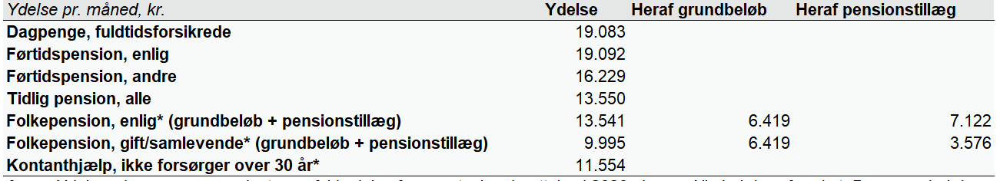 Ydelse pr. måned, kr. Ydelse Heraf grundbeløb Heraf pensionstillæg
Dagpenge, fuldtidsforsikrede 19.083
Førtidspension, enlig 19.092
Førtidspension, andre 16.229
Tidlig pension, alle 13.550
Folkepension, enlig* (grundbeløb + pensionstillæg) 13.541 6.419 7.122
Folkepension, gift/samlevende* (grundbeløb + pensionstillæg) 9.995 6.419 3.576
Kontanthjælp, ikke forsørger over 30 år* 11.554